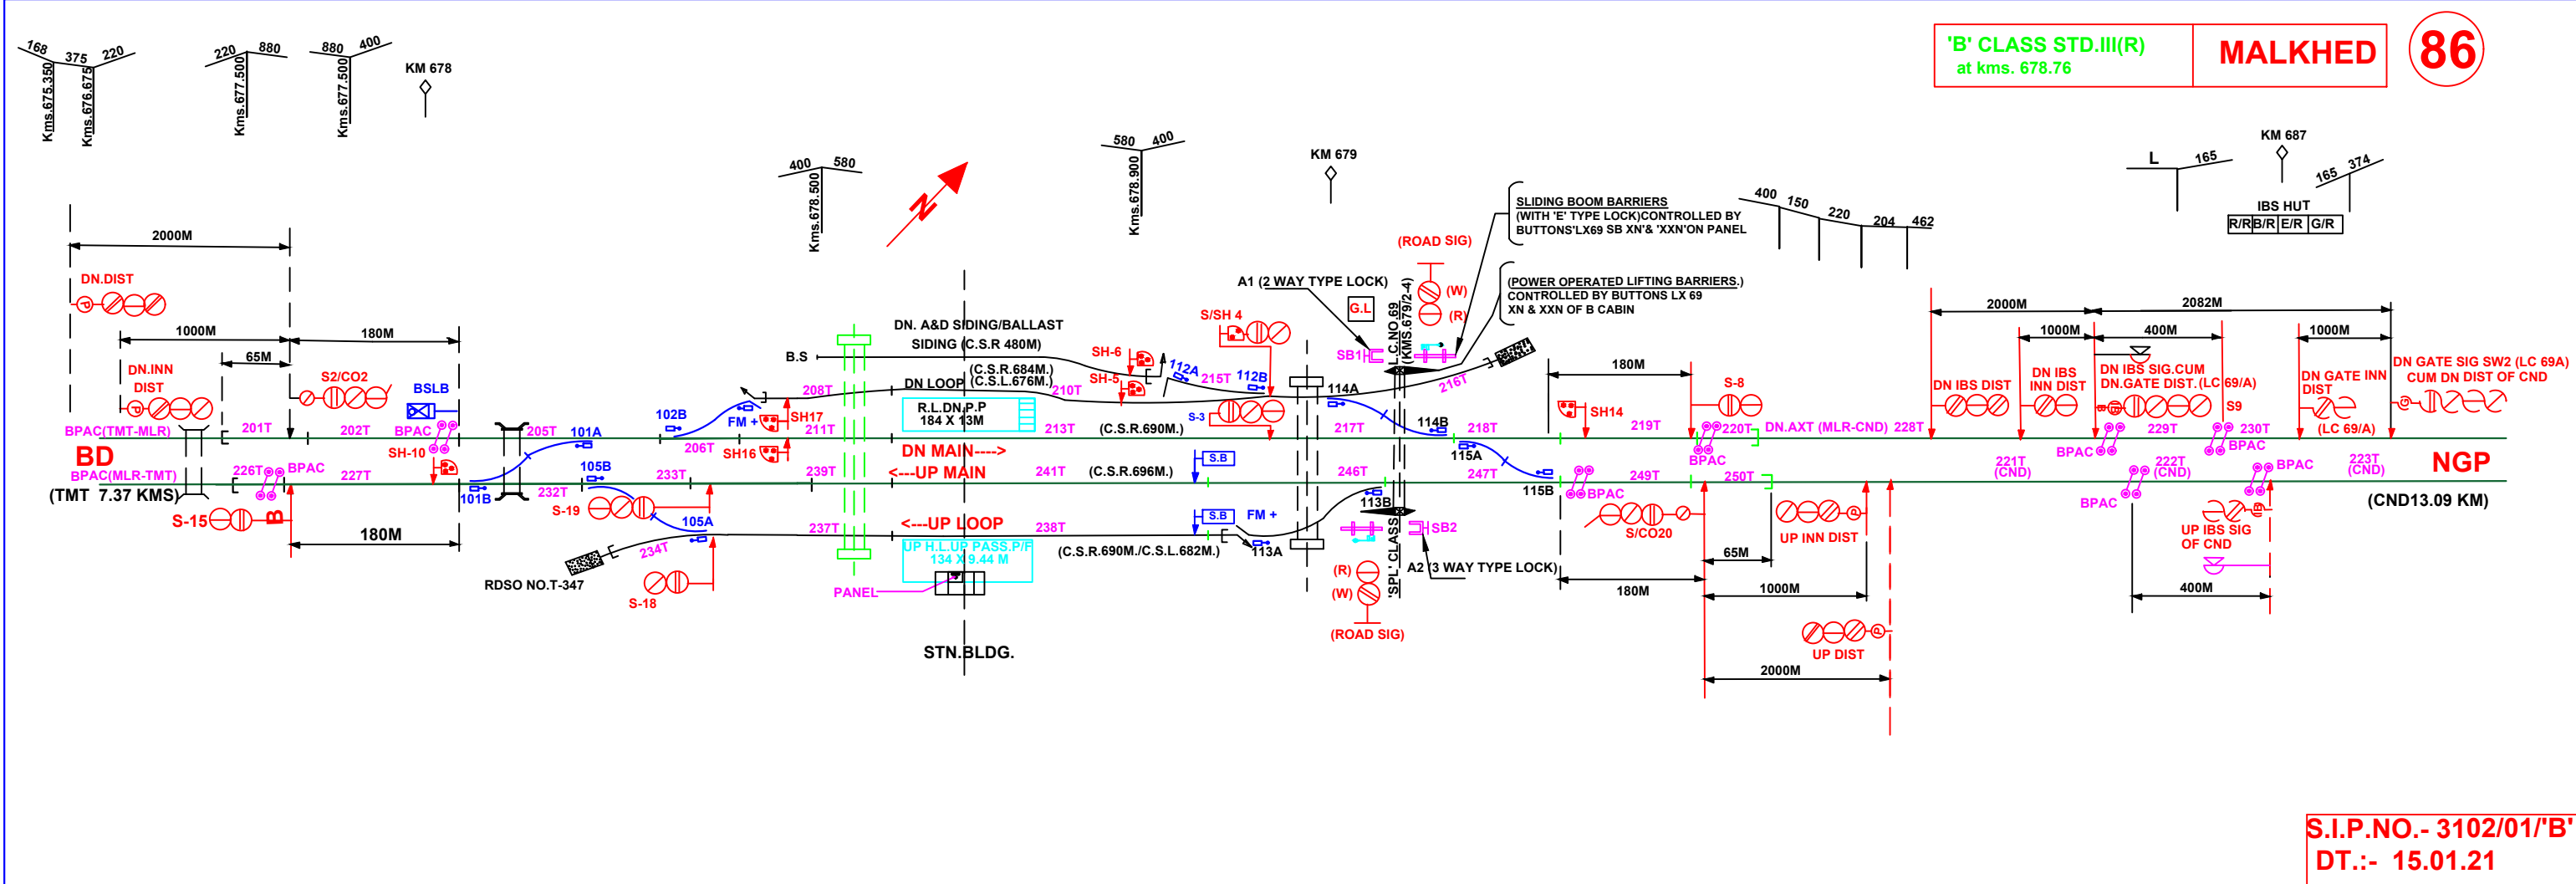 'B' CLASS STD.III(R)
at kms. 678.76
MALKHED
86
168
375
220
Kms.675.350
Kms.676.675
220
880
Kms.677.500
880
400
Kms.677.500
KM 678
400
580
Kms.678.500
N
580
400
Kms.678.900
KM 679
SLIDING BOOM BARRIERS
(WITH 'E' TYPE LOCK)CONTROLLED BY
BUTTONS'LX69 SB XN'& 'XXN'ON PANEL
(POWER OPERATED LIFTING BARRIERS.)
CONTROLLED BY BUTTONS LX 69
XN & XXN OF B CABIN
400
150
220
204
462
L
165
KM 687
165
374
IBS HUT
R/R B/R E/R G/R
2000M
DN.DIST
P
1000M
180M
65M
DN.INN
DIST
P
S2/CO2
BSLB
BPAC(TMT-MLR)
201T
202T
BPAC
205T
101A
BD
SH-10
BPAC(MLR-TMT)
226T
BPAC
227T
(TMT 7.37 KMS)
101B
232T
105B
233T
S-15
B
180M
S-19
105A
234T
RDSO NO.T-347
S-18
102B
FM +
206T
208T
SH17
211T
SH16
239T
237T
B.S
DN. A&D SIDING/BALLAST
SIDING (C.S.R 480M)
(C.S.R.684M.)
DN LOOP (C.S.L.676M.)
210T
R.L.DN.P.P
184 X 13M
213T
(C.S.R.690M.)
DN MAIN---->
<---UP MAIN
241T
(C.S.R.696M.)
<---UP LOOP
238T
(C.S.R.690M./C.S.L.682M.)
UP H.L.UP PASS.P/F
134 X 9.44 M
PANEL
STN.BLDG.
SH-6
SH-5
112A
215T
112B
S/SH 4
S-3
S.B
S.B
FM +
113A
113B
A1 (2 WAY TYPE LOCK)
G.L
SB1
L.C.NO.69
(KMS.679/2-4)
(ROAD SIG)
(W)
(R)
216T
114A
217T
114B
218T
115A
246T
247T
115B
'SPL' CLASS
SB2
A2 (3 WAY TYPE LOCK)
(R)
(W)
(ROAD SIG)
180M
SH14
S-8
219T
220T
BPAC
DN.AXT (MLR-CND) 228T
BPAC
249T
250T
S/CO20
65M
180M
1000M
UP INN DIST
P
UP DIST
P
2000M
2000M
2082M
1000M
400M
1000M
DN IBS DIST
DN IBS
INN DIST
DN IBS SIG.CUM
DN.GATE DIST.(LC 69/A)
S9
DN GATE INN
DIST
(LC 69/A)
DN GATE SIG SW2 (LC 69A)
CUM DN DIST OF CND
G
BPAC
229T
BPAC
230T
221T
(CND)
222T
(CND)
BPAC
BPAC
223T
(CND)
NGP
(CND13.09 KM)
UP IBS SIG
OF CND
400M
S.I.P.NO.- 3102/01/'B'
DT.:- 15.01.21